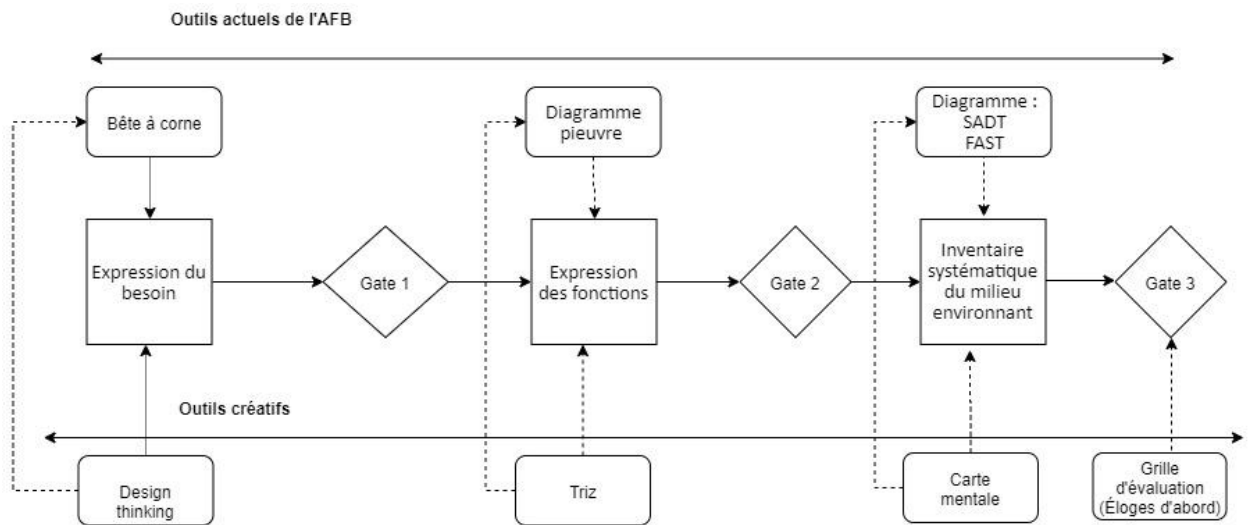 Outils actuels de l'AFB
Bête à corne
Diagramme
pieuvre
Diagramme :
SADT
FAST
Expression du
besoin
Gate 1
Expression
des fonctions
Gate 2
Inventaire
systématique
du milieu
environnant
Gate 3
Outils créatifs
Design
thinking
Triz
Carte
mentale
Grille
d'évaluation
(Éloges d'abord)